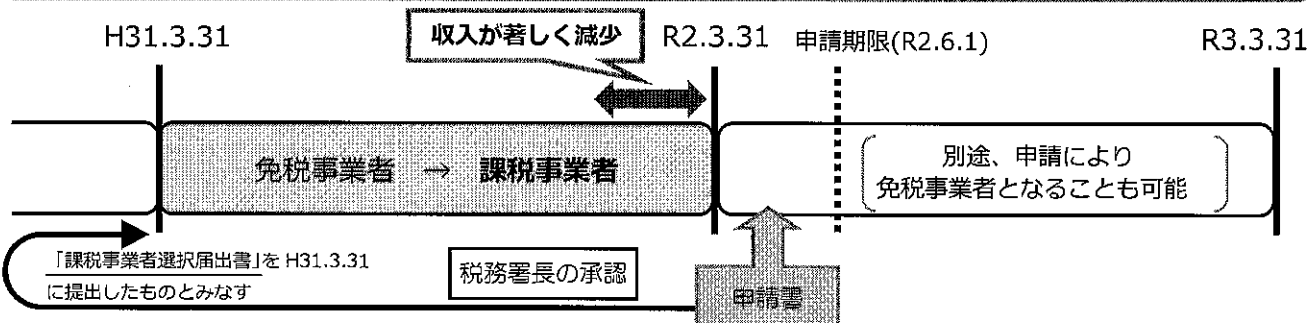 H31.3.31
収入が著しく減少
R2.3.31
申請期限(R2.6.1)
R3.3.31
免税事業者 → 課税事業者
別途、申請により
免税事業者となることも可能
「課税事業者選択届出書」を H31.3.31
に提出したものとみなす
税務署長の承認
申請書